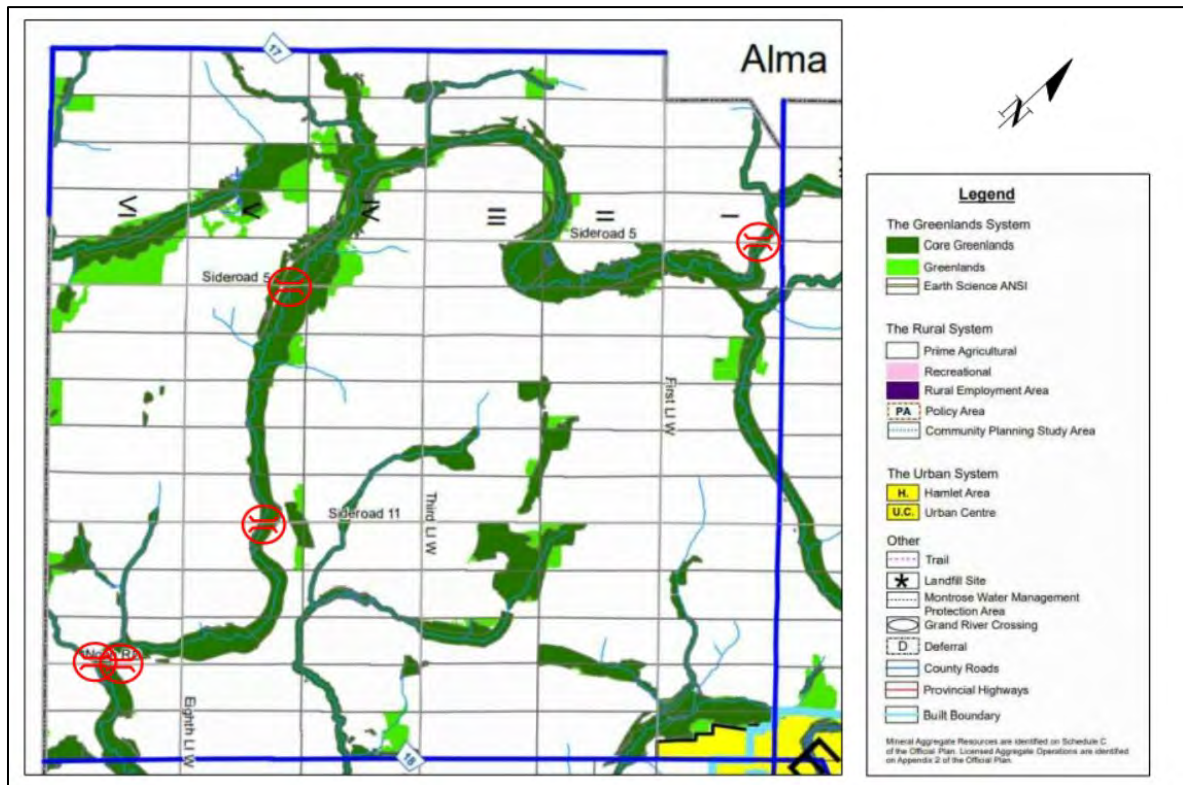 17
Alma
N
VI
V
IV
III
II
I
Sideroad 5
Sideroad 5
First LI W
Third LI W
Sideroad 11
Eighth LI W
18
Legend
The Greenlands System
Core Greenlands
Greenlands
Earth Science ANSI
The Rural System
Prime Agricultural
Recreational
Rural Employment Area
PA Policy Area
Community Planning Study Area
The Urban System
H. Hamlet Area
U.C. Urban Centre
Other
Trail
Landfill Site
Montrose Water Management
Protection Area
Grand River Crossing
D Deferral
County Roads
Provincial Highways
Built Boundary
Mineral Aggregate Resources are identified on Schedule C
of the Official Plan. Licensed Aggregate Operations are identified
on Appendix 2 of the Official Plan.